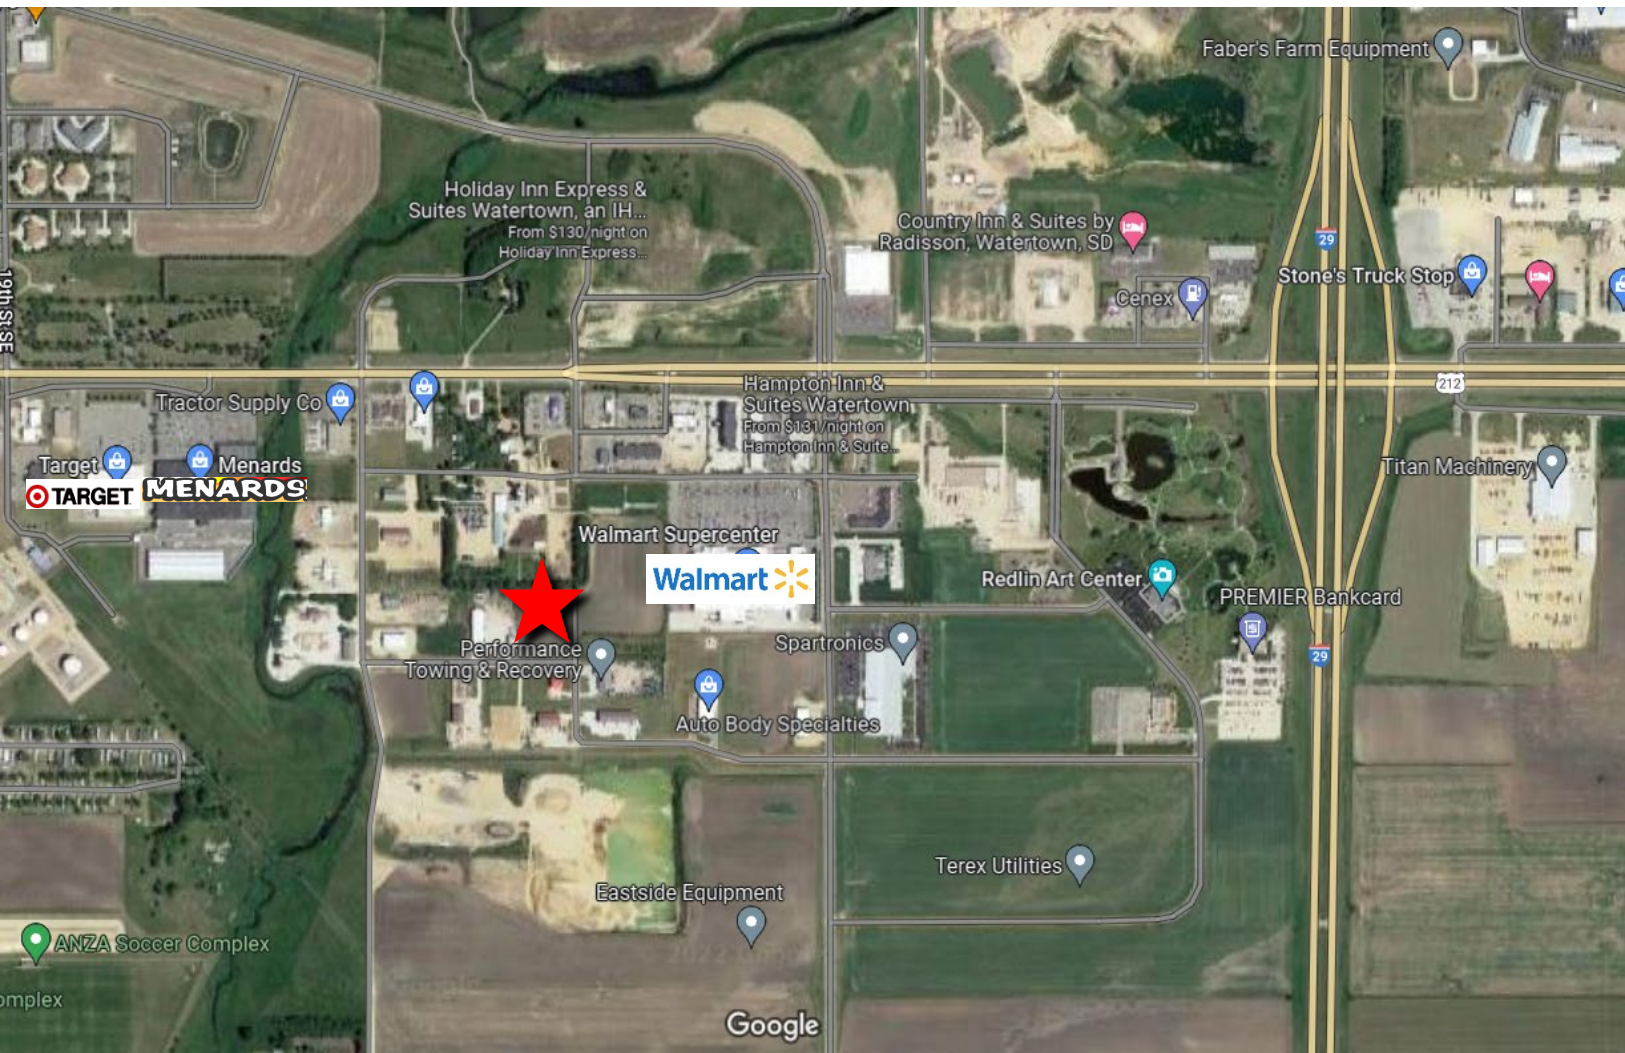 Faber's Farm Equipment
Holiday Inn Express &
Suites Watertown, an IH...
From $130/night on
Holiday Inn Express...
Country Inn & Suites by
Radisson, Watertown, SD
29
Stone's Truck Stop
Cenex
19th St SE
212
Tractor Supply Co
Hampton Inn &
Suites Watertown
From $131/night on
Hampton Inn & Suite...
Target
Menards
TARGET
MENARDS
Titan Machinery
Walmart Supercenter
Walmart
Redlin Art Center
PREMIER Bankcard
Performance
Towing & Recovery
Spartronics
29
Auto Body Specialties
Terex Utilities
Eastside Equipment
ANZA Soccer Complex
omplex
Google